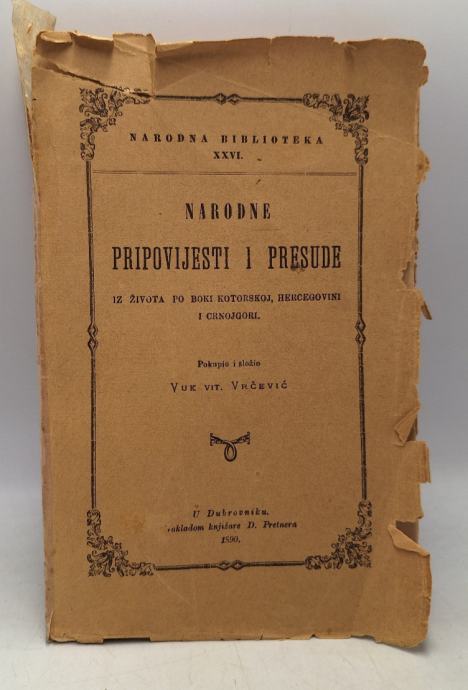 NARODNA BIBLIOTEKA
XXVI.
NARODNE
PRIPOVIJESTI I PRESUDE
IZ ŽIVOTA PO BOKI KOTORSKOJ, HERCEGOVINI
I CRNOJGORI.
Pokupio i složio
VUK VIT. VRČEVIĆ
U Dubrovniku.
akladom knjižare D. Pretnera
1890.